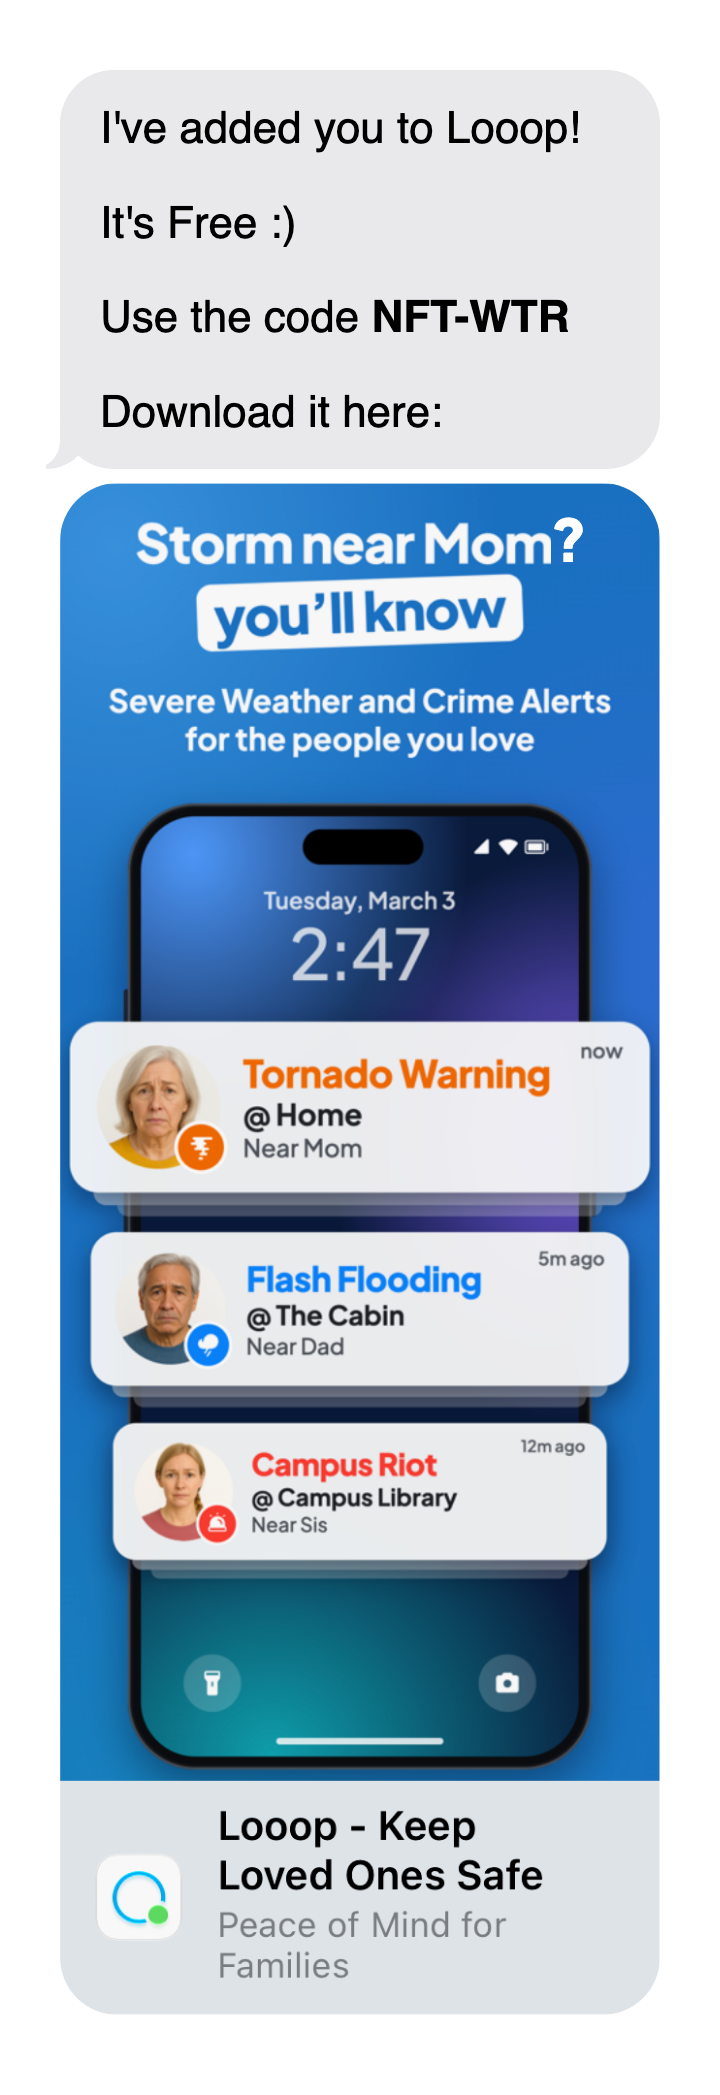 I've added you to Looop!
It's Free :)
Use the code NFT-WTR
Download it here:
Storm near Mom?
you'll know
Severe Weather and Crime Alerts
for the people you love
Tuesday, March 3
2:47
now
Tornado Warning
@ Home
Near Mom
5m ago
Flash Flooding
@ The Cabin
Near Dad
12m ago
Campus Riot
@ Campus Library
Near Sis
Looop - Keep
Loved Ones Safe
Peace of Mind for
Families